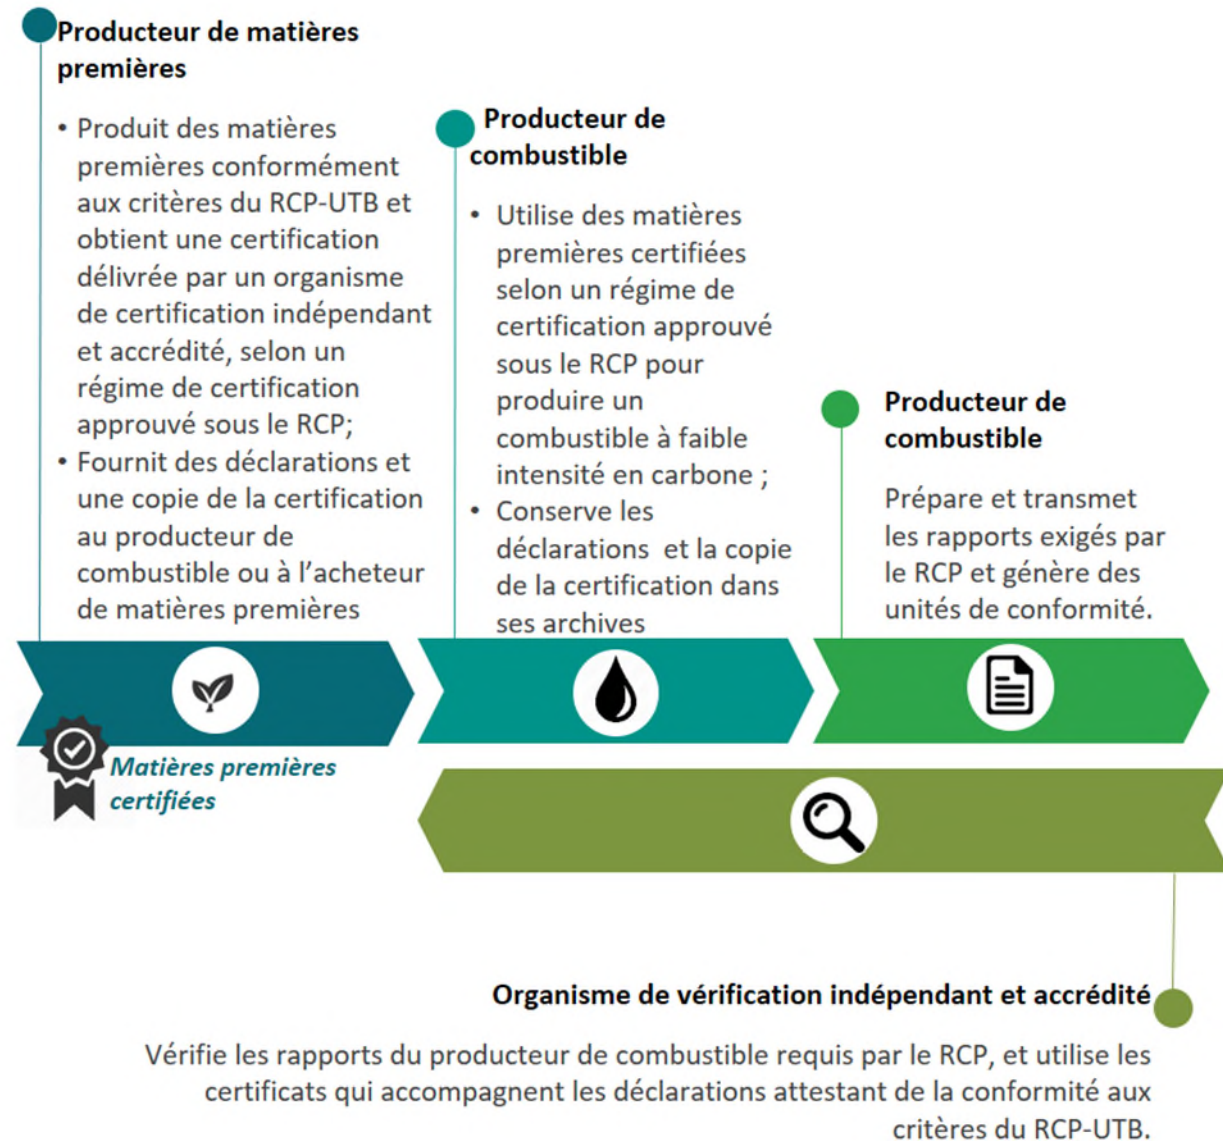 Producteur de matières
premières
• Produit des matières
premières conformément
aux critères du RCP-UTB et
obtient une certification
délivrée par un organisme
de certification indépendant
et accrédité, selon un
régime de certification
approuvé sous le RCP;
• Fournit des déclarations et
une copie de la certification
au producteur de
combustible ou à l’acheteur
de matières premières
Producteur de
combustible
• Utilise des matières
premières certifiées
selon un régime de
certification approuvé
sous le RCP pour
produire un
combustible à faible
intensité en carbone ;
• Conserve les
déclarations et la copie
de la certification dans
ses archives
Producteur de
combustible
Prépare et transmet
les rapports exigés par
le RCP et génère des
unités de conformité.
Matières premières
certifiées
Organisme de vérification indépendant et accrédité
Vérifie les rapports du producteur de combustible requis par le RCP, et utilise les
certificats qui accompagnent les déclarations attestant de la conformité aux
critères du RCP-UTB.